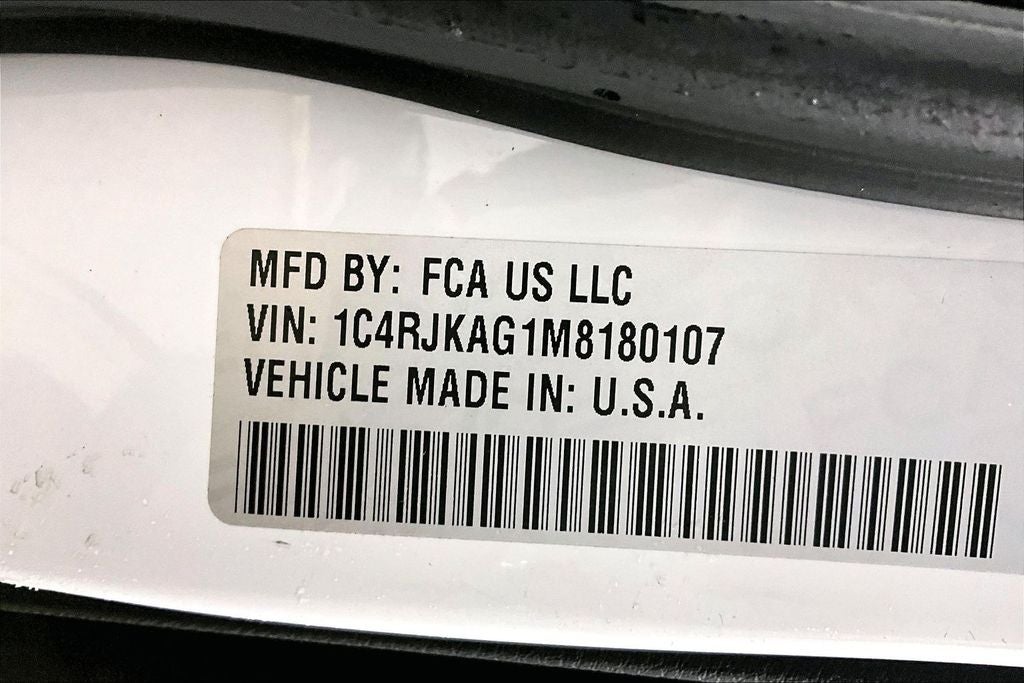 MFD BY: FCA US LLC
VIN: 1C4RJKAG1M8180107
VEHICLE MADE IN: U.S.A.